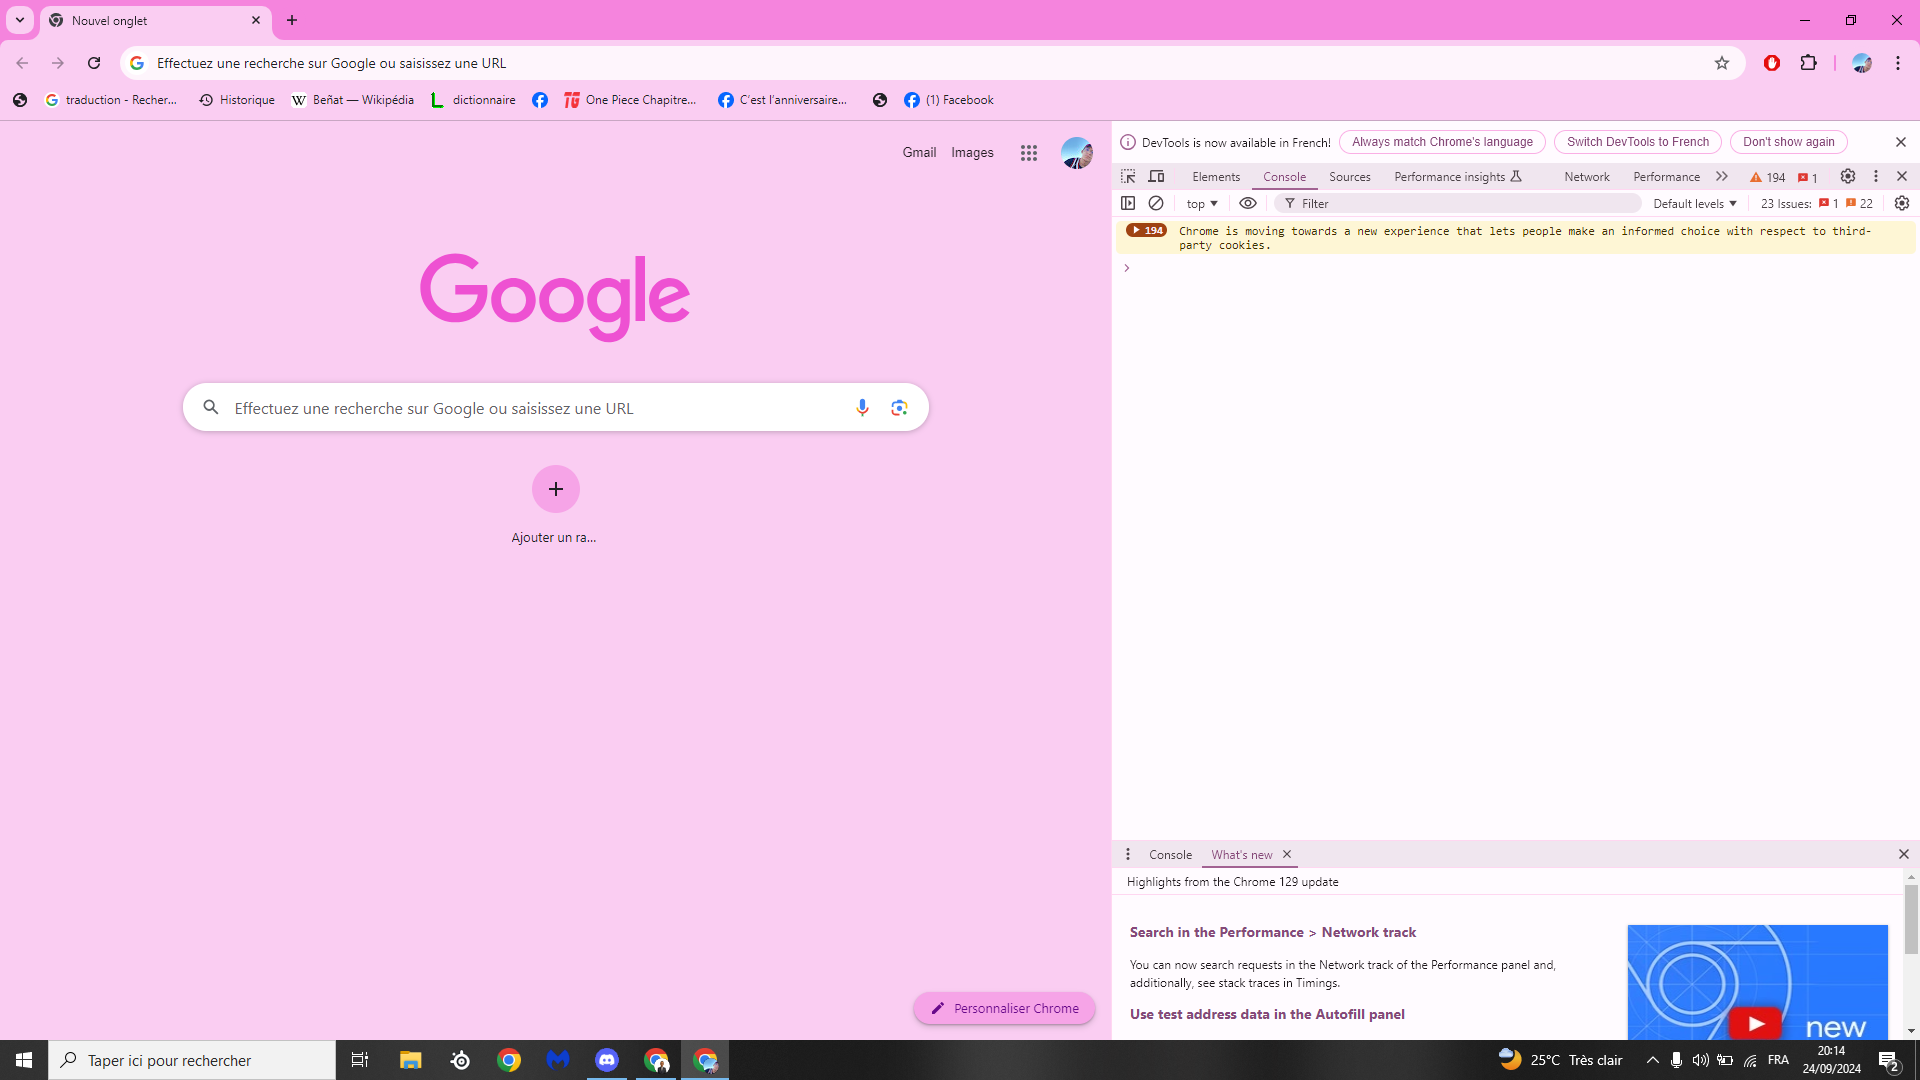 Nouvel onglet
Effectuez une recherche sur Google ou saisissez une URL
traduction - Recher... Historique Beñat — Wikipédia dictionnaire One Piece Chapitre... C'est l'anniversaire... (1) Facebook
Gmail Images
Google
Effectuez une recherche sur Google ou saisissez une URL
Ajouter un ra...
Personnaliser Chrome
DevTools is now available in French! Always match Chrome's language Switch DevTools to French Don't show again
Elements Console Sources Performance insights Network Performance 194 1
top Filter Default levels 23 Issues: 1 22
194 Chrome is moving towards a new experience that lets people make an informed choice with respect to third-
party cookies.
Console What's new
Highlights from the Chrome 129 update
Search in the Performance > Network track
You can now search requests in the Network track of the Performance panel and,
additionally, see stack traces in Timings.
Use test address data in the Autofill panel
new
Taper ici pour rechercher
25°C Très clair
FRA
20:14
24/09/2024
2